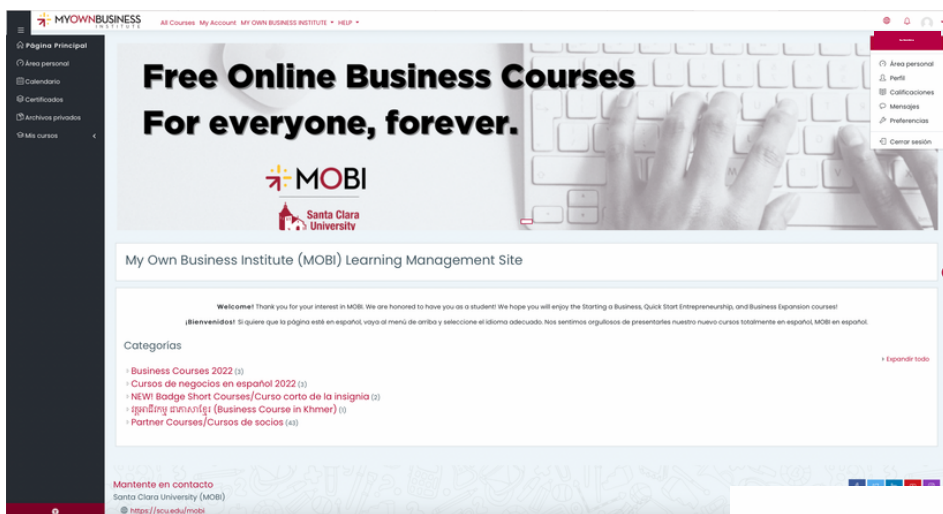 MYOWNBUSINESS
INSTITUTE
All Courses My Account MY OWN BUSINESS INSTITUTE HELP
Página Principal
Área personal
Calendario
Certificados
Archivos privados
Mis cursos
Área personal
Perfil
Calificaciones
Mensajes
Preferencias
Cerrar sesión
Free Online Business Courses
For everyone, forever.
MOBI
Santa Clara
University
My Own Business Institute (MOBI) Learning Management Site
Welcome! Thank you for your interest in MOBI. We are honored to have you as a student! We hope you will enjoy the Starting a Business, Quick Start Entrepreneurship, and Business Expansion courses!
¡Bienvenidos! Si quiere que la página esté en español, vaya al menú de arriba y seleccione el idioma adecuado. Nos sentimos orgullosos de presentarles nuestro nuevo cursos totalmente en español, MOBI en español.
Categorías
Expandir todo
Business Courses 2022 (3)
Cursos de negocios en español 2022 (3)
NEW! Badge Short Courses/Curso corto de la insignia (2)
(Business Course in Khmer) (1)
Partner Courses/Cursos de socios (43)
Mantente en contacto
Santa Clara University (MOBI)
https://scu.edu/mobi